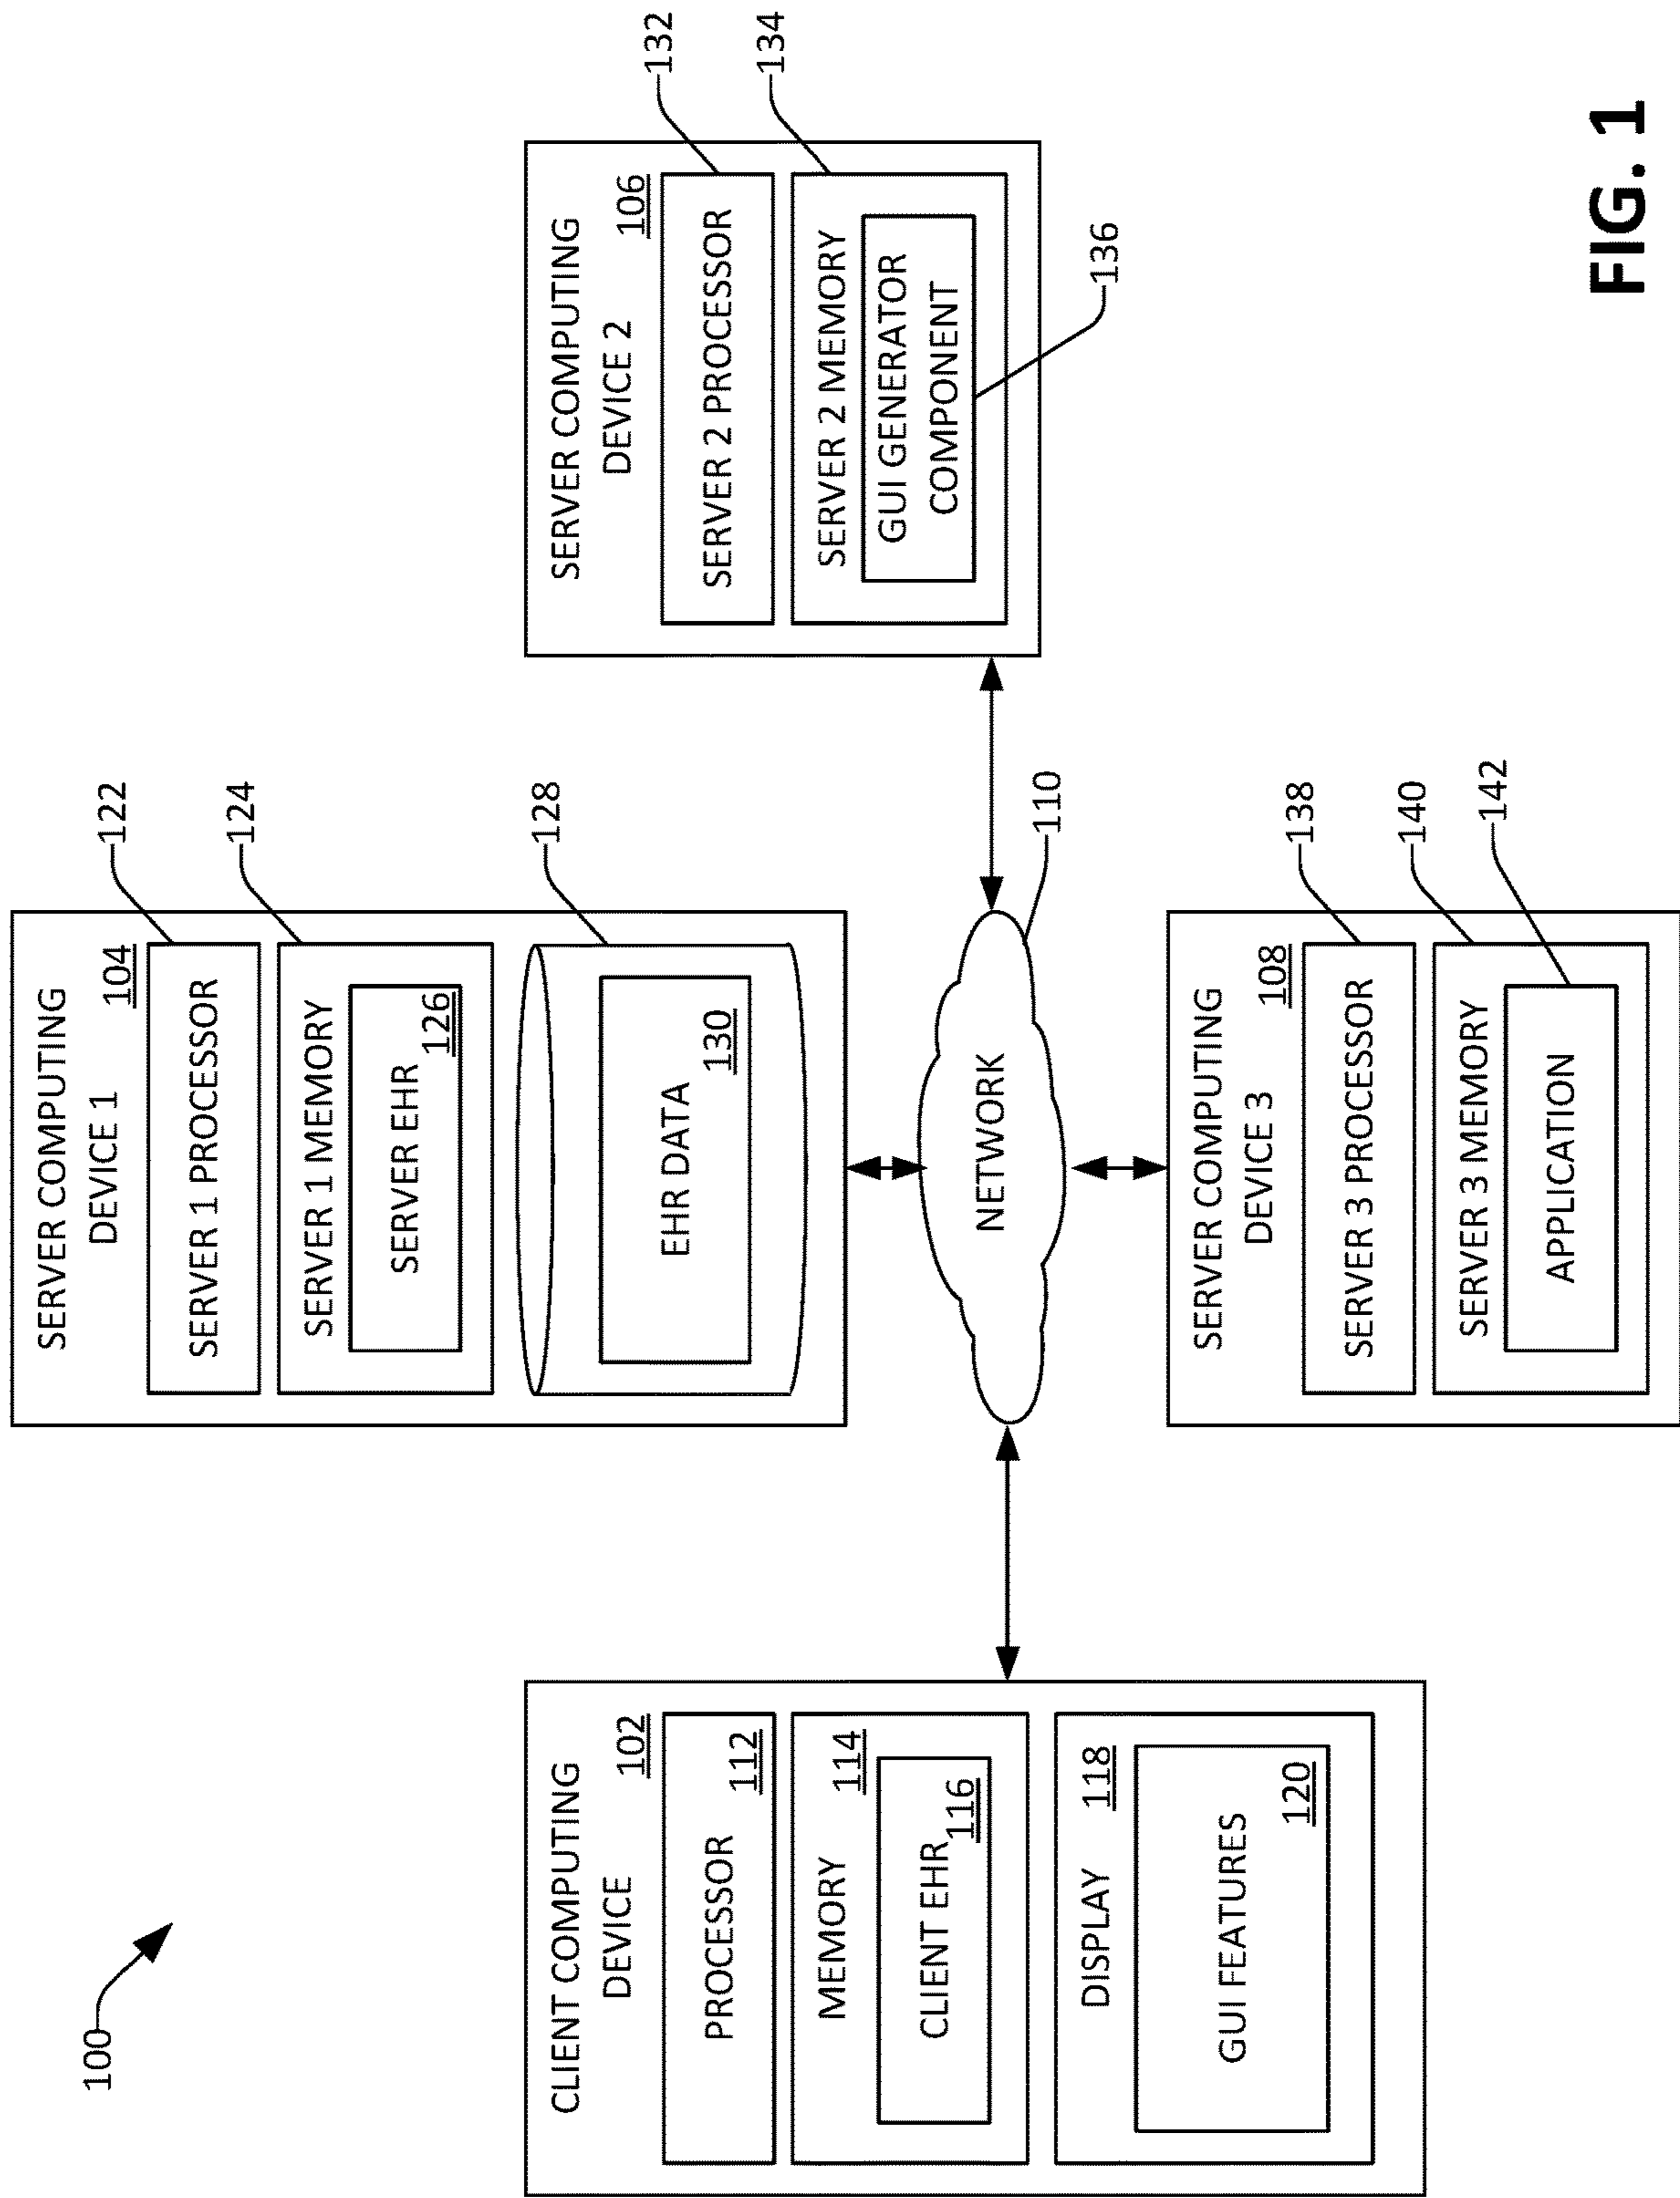 100
CLIENT COMPUTING
DEVICE
102
PROCESSOR
112
MEMORY
114
CLIENT EHR
116
DISPLAY
118
GUI FEATURES
120
SERVER COMPUTING
DEVICE 1
104
SERVER 1 PROCESSOR
122
SERVER 1 MEMORY
124
SERVER EHR
126
128
EHR DATA
130
NETWORK
110
SERVER COMPUTING
DEVICE 3
108
SERVER 3 PROCESSOR
138
SERVER 3 MEMORY
140
APPLICATION
142
SERVER COMPUTING
DEVICE 2
106
SERVER 2 PROCESSOR
132
SERVER 2 MEMORY
134
GUI GENERATOR
COMPONENT
136
FIG. 1